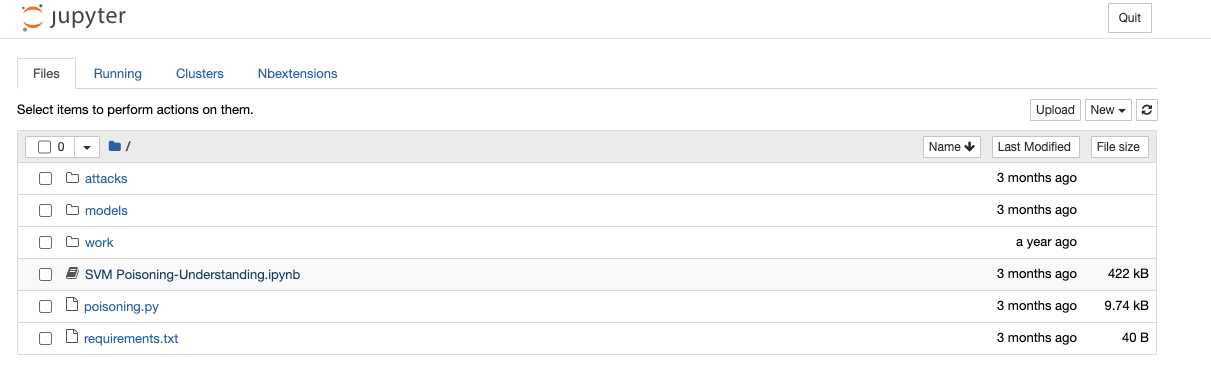 jupyter
Quit
Files Running Clusters Nbextensions
Select items to perform actions on them.
Upload New
0 / Name Last Modified File size
attacks 3 months ago
models 3 months ago
work a year ago
SVM Poisoning-Understanding.ipynb 3 months ago 422 kB
poisoning.py 3 months ago 9.74 kB
requirements.txt 3 months ago 40 B